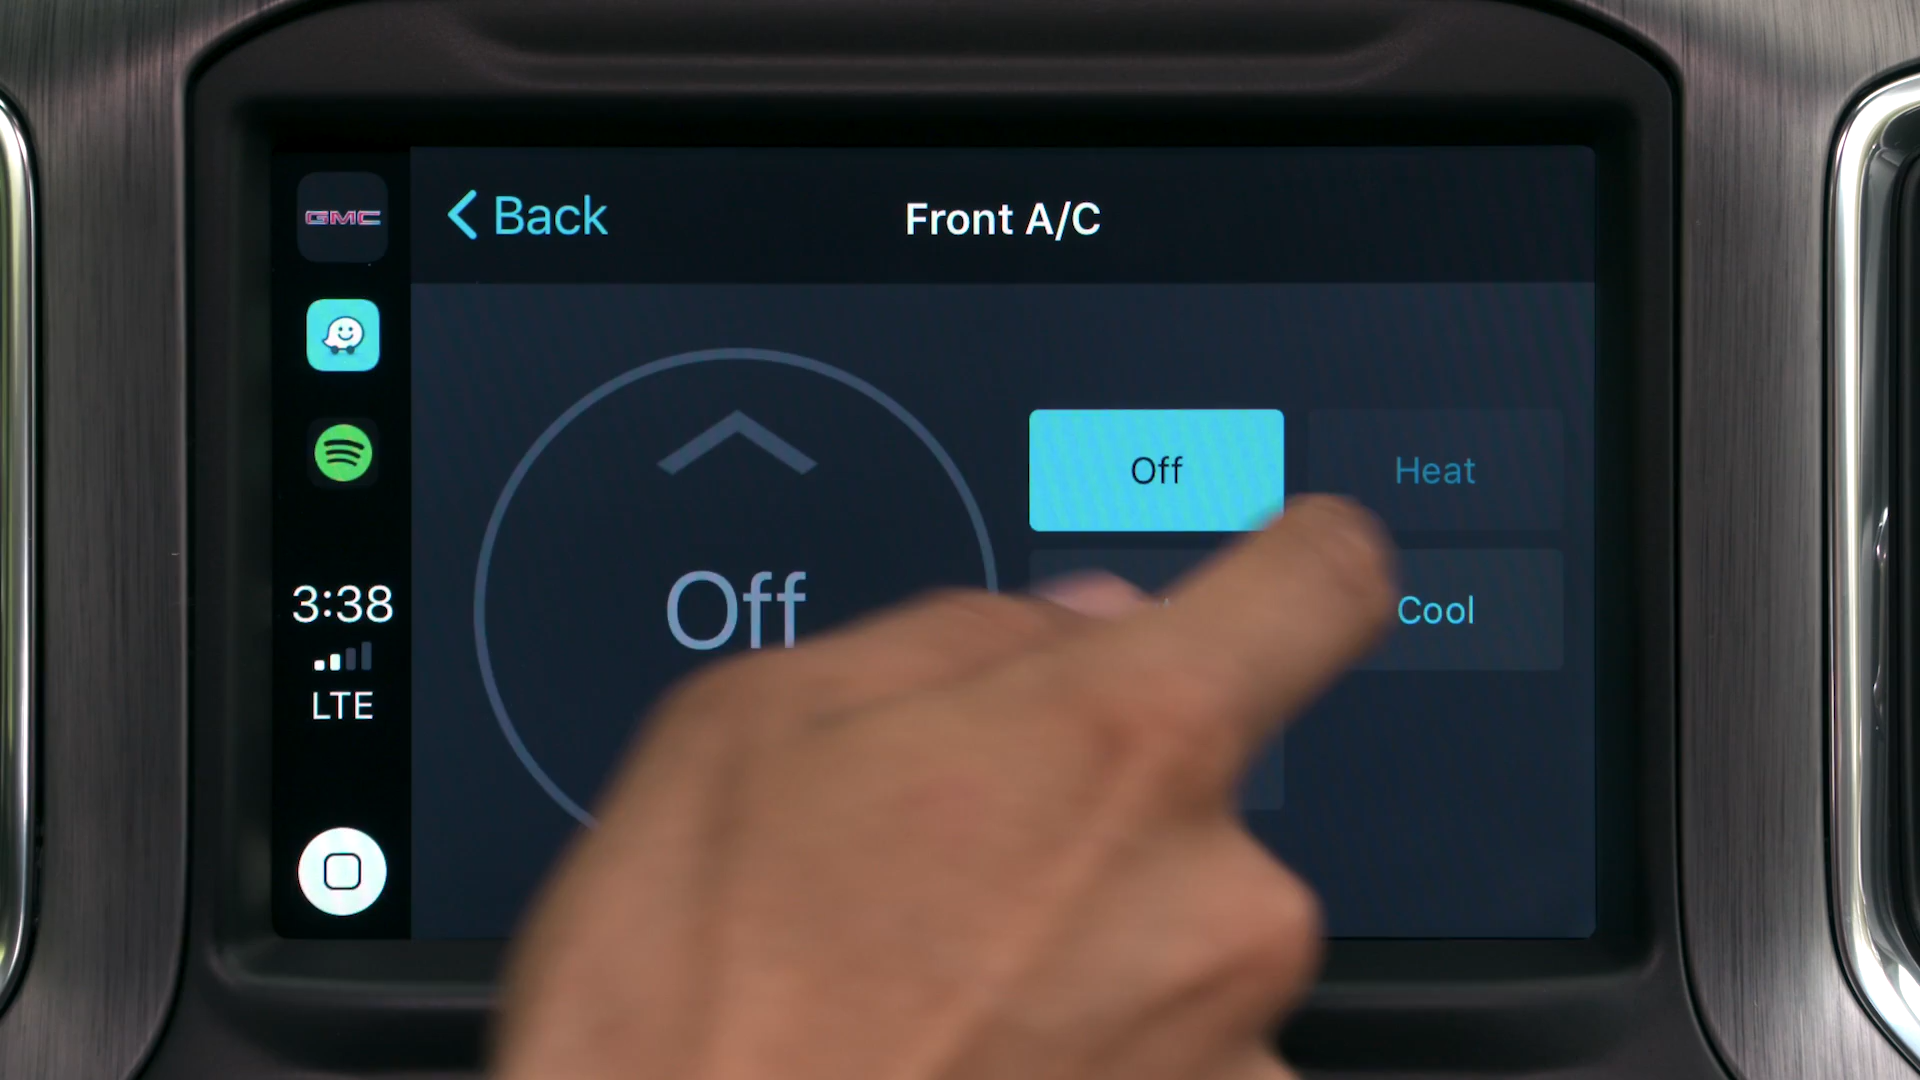 GMC
Back
Front A/C
Off
Heat
Off
Cool
3:38
LTE